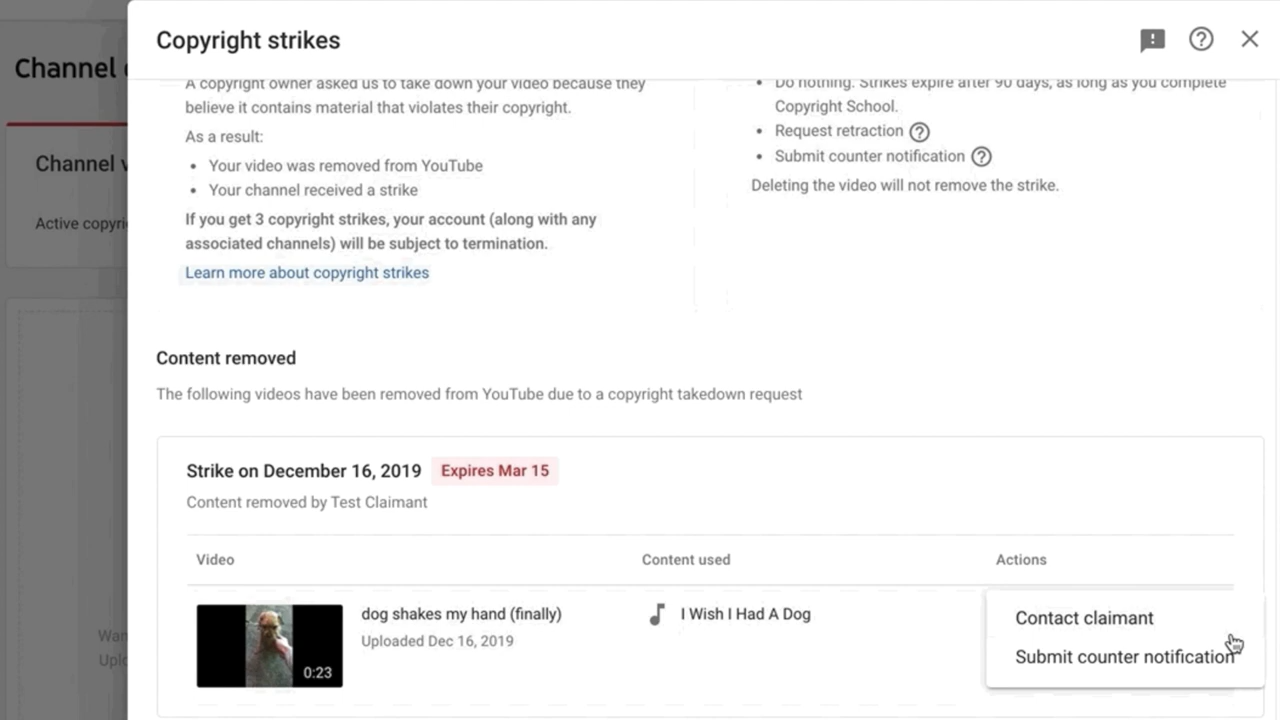 Copyright strikes
Channel
A copyright owner asked us to take down your video because they
believe it contains material that violates their copyright.
As a result:
• Your video was removed from YouTube
• Your channel received a strike
If you get 3 copyright strikes, your account (along with any
associated channels) will be subject to termination.
Learn more about copyright strikes
• Do nothing. Strikes expire after 90 days, as long as you complete
Copyright School.
• Request retraction
• Submit counter notification
Deleting the video will not remove the strike.
Channel v
Active copyri
Content removed
The following videos have been removed from YouTube due to a copyright takedown request
Strike on December 16, 2019 Expires Mar 15
Content removed by Test Claimant
Video Content used Actions
dog shakes my hand (finally)
Uploaded Dec 16, 2019
0:23
I Wish I Had A Dog
Contact claimant
Submit counter notification
Wan
Uplo